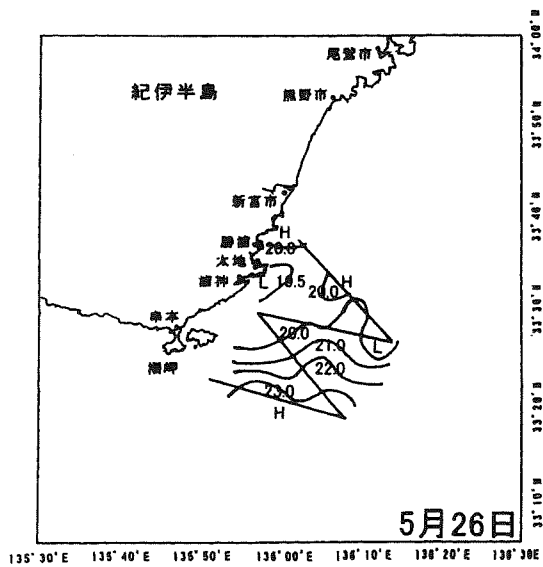 34°00'N
尾鷲市
紀伊半島
熊野市
33°50'N
新宮市
33°40'N
H
勝浦
20.0
太地
浦神
L
19.5
H
20.0
33°30'N
串本
20.0
21.0
L
潮岬
22.0
23.0
H
33°20'N
33°10'N
5月26日
135°30'E
135°40'E
135°50'E
136°00'E
136°10'E
136°20'E
136°30E